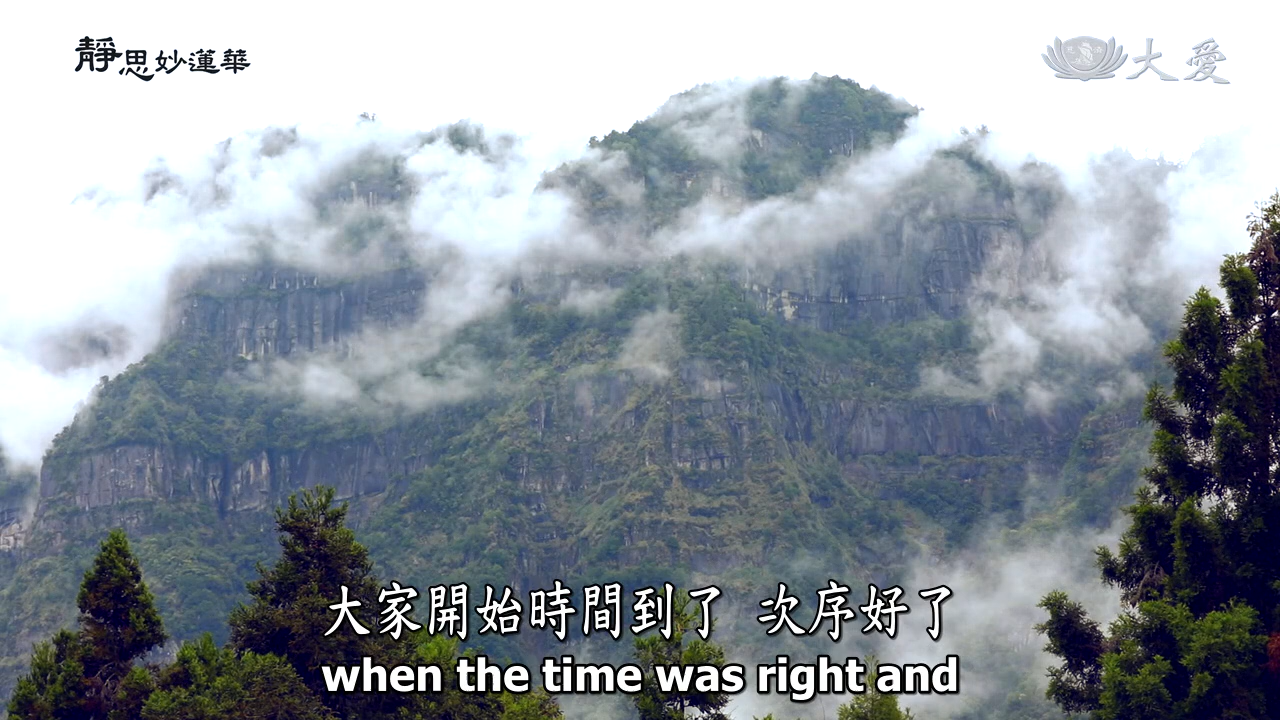 靜思妙蓮華
大愛
大家開始時間到了 次序好了
when the time was right and